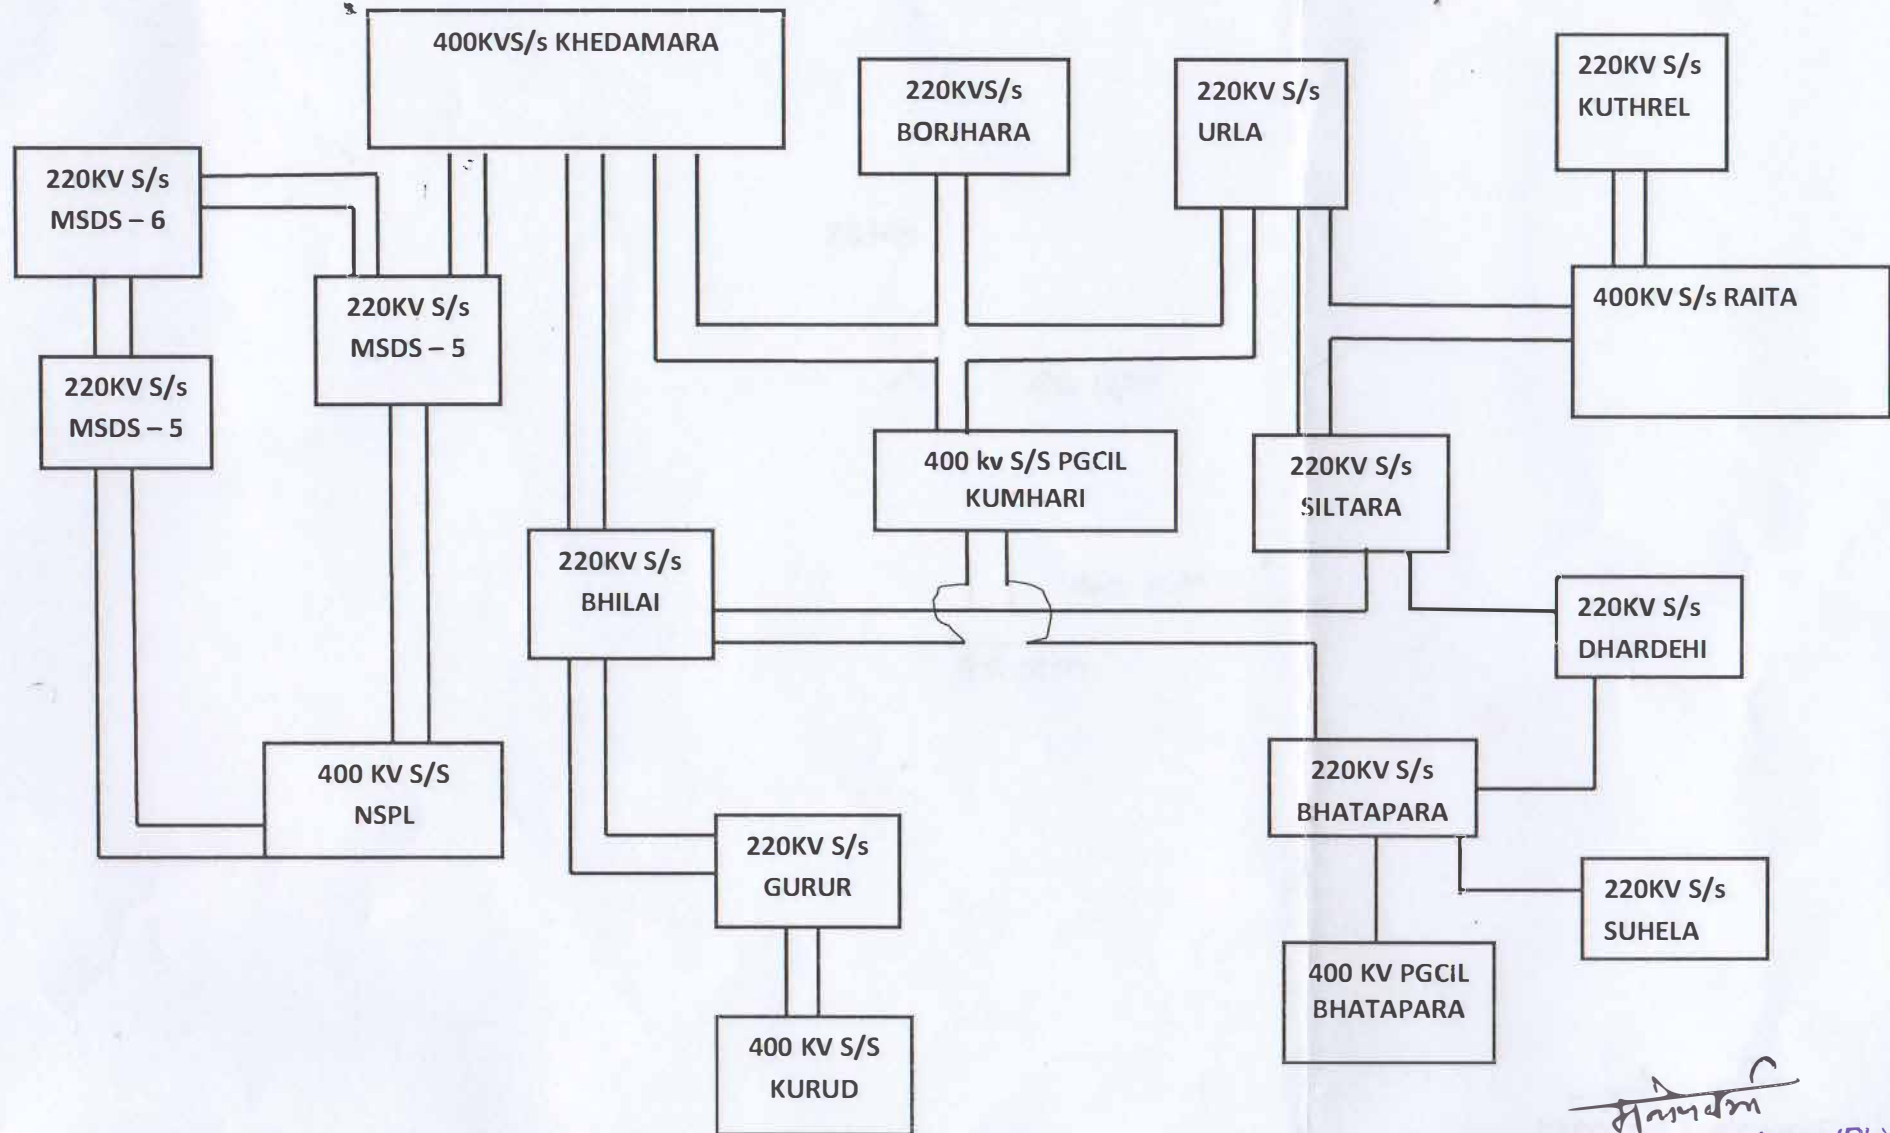 400KVS/s KHEDAMARA
220KVS/s
BORJHARA
220KV S/s
URLA
220KV S/s
KUTHREL
220KV S/s
MSDS – 6
220KV S/s
MSDS – 5
400KV S/s RAITA
220KV S/s
MSDS – 5
400 kv S/S PGCIL
KUMHARI
220KV S/s
SILTARA
220KV S/s
BHILAI
220KV S/s
DHARDEHI
400 KV S/S
NSPL
220KV S/s
BHATAPARA
220KV S/s
GURUR
220KV S/s
SUHELA
400 KV PGCIL
BHATAPARA
400 KV S/S
KURUD